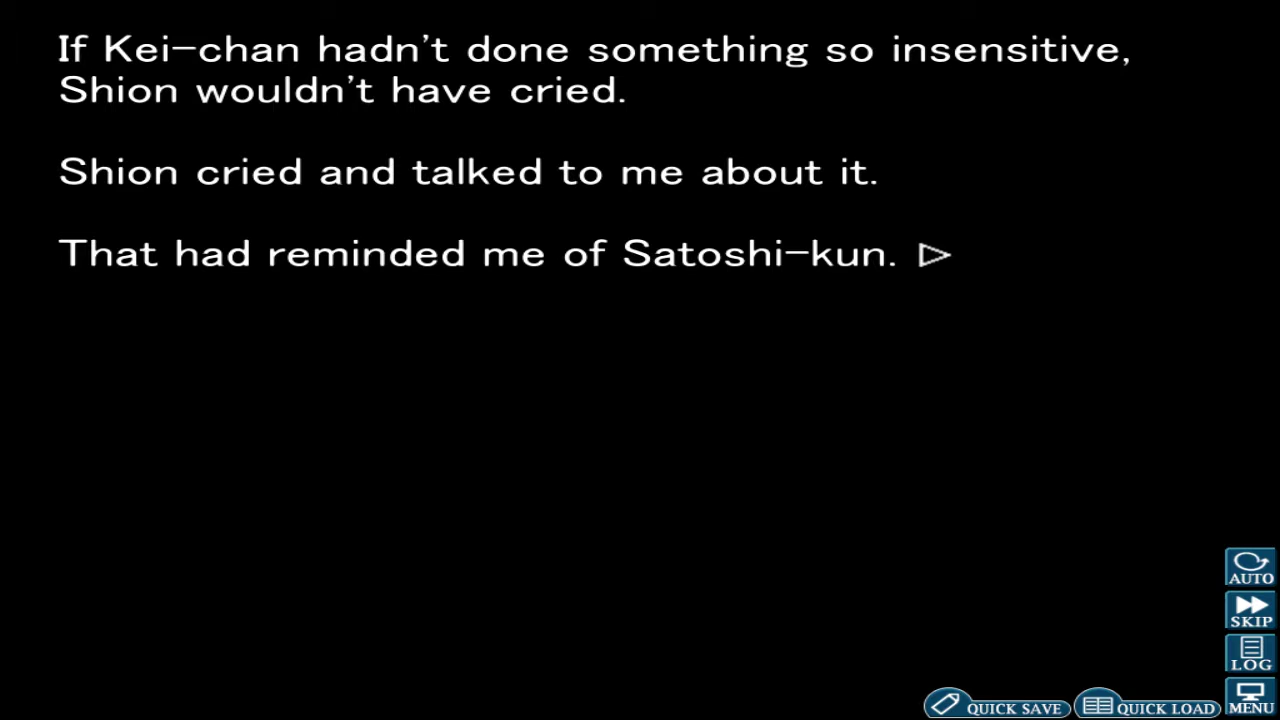 If Kei-chan hadn't done something so insensitive,
Shion wouldn't have cried.
Shion cried and talked to me about it.
That had reminded me of Satoshi-kun.
AUTO
SKIP
LOG
MENU
QUICK SAVE
QUICK LOAD